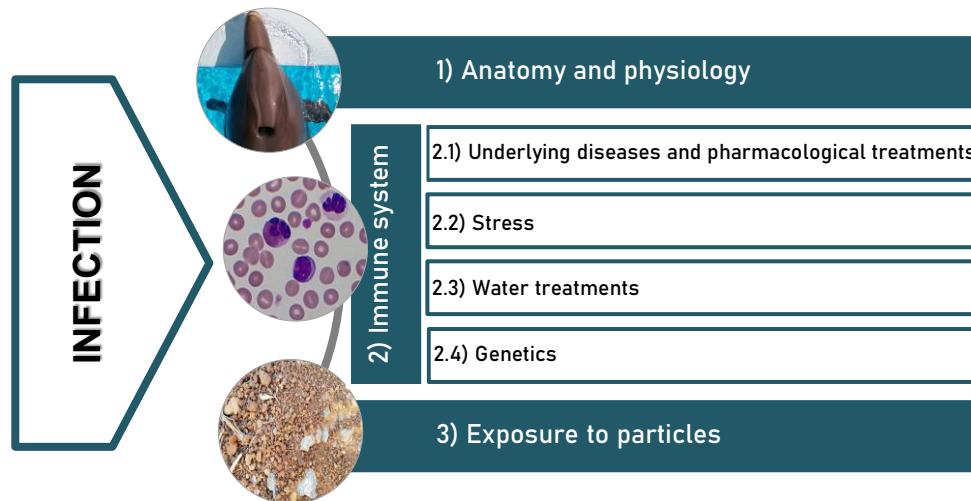 INFECTION
1) Anatomy and physiology
2) Immune system
2.1) Underlying diseases and pharmacological treatments
2.2) Stress
2.3) Water treatments
2.4) Genetics
3) Exposure to particles